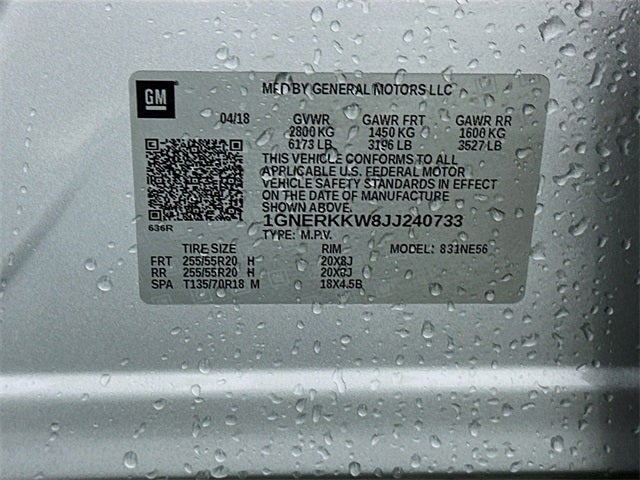 GM
MFD BY GENERAL MOTORS LLC
04/18 GVWR GAWR FRT GAWR RR
2800 KG 1450 KG 1600 KG
6173 LB 3196 LB 3527 LB
THIS VEHICLE CONFORMS TO ALL
APPLICABLE U.S. FEDERAL MOTOR
VEHICLE SAFETY STANDARDS IN EFFECT
ON THE DATE OF MANUFACTURE
SHOWN ABOVE.
636R
1GNERKKW8JJ240733
TYPE: M.P.V.
TIRE SIZE RIM MODEL: 831NE56
FRT 255/55R20 H 20X8J
RR 255/55R20 H 20X8J
SPA T135/70R18 M 18X4.5B